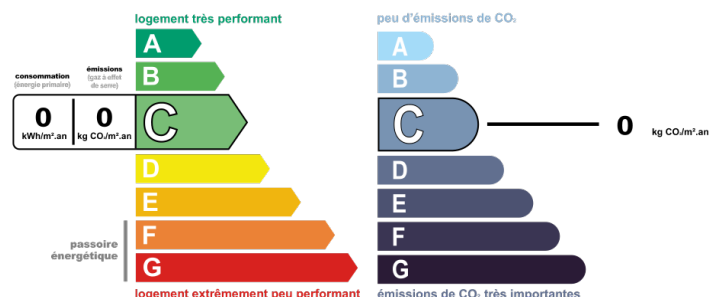 logement très performant
A
B
consommation
(énergie primaire)
émissions
(gaz à effet
de serre)
0
kWh/m².an
0
kg CO₂/m².an
C
D
E
F
G
passoire
énergétique
logement extrêmement peu performant
peu d'émissions de CO₂
A
B
C
0 kg CO₂/m².an
D
E
F
G
émissions de CO₂ très importantes